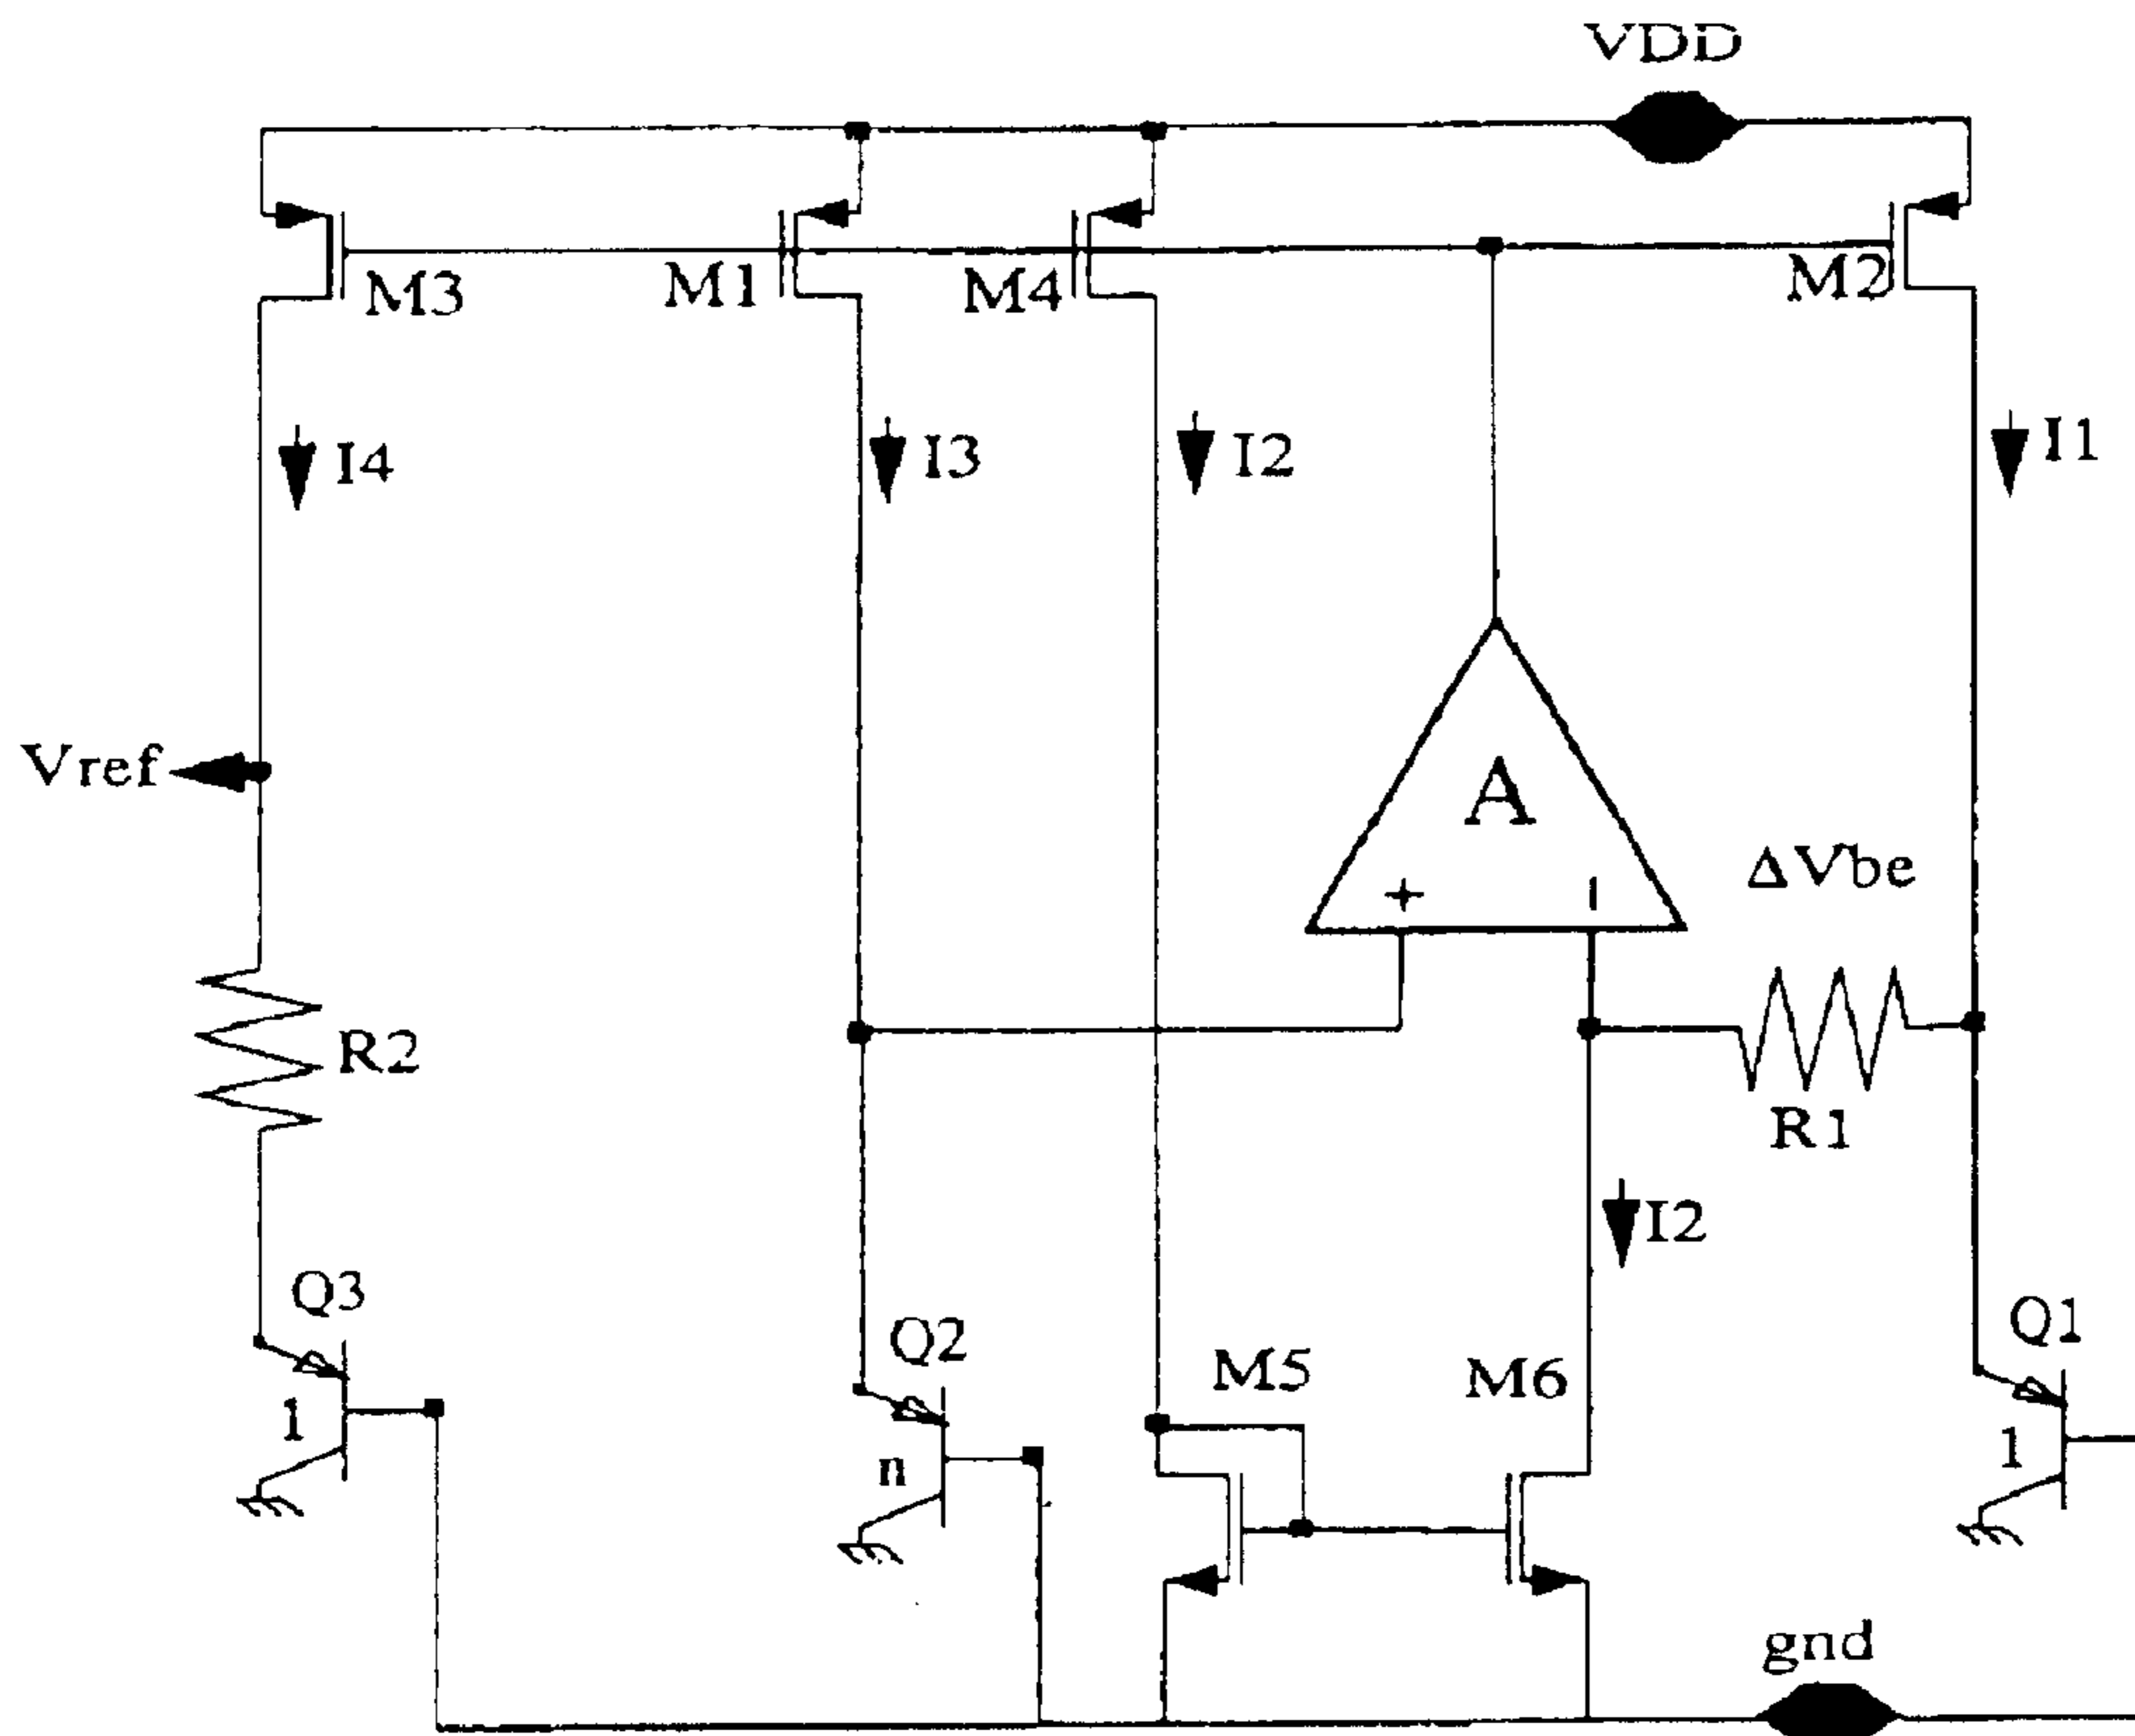 VDD
M3
M1
M4
M2
I4
I3
I2
I1
Vref
A
ΔVbe
+
−
R2
R1
I2
Q3
Q2
Q1
M5
M6
1
n
1
gnd